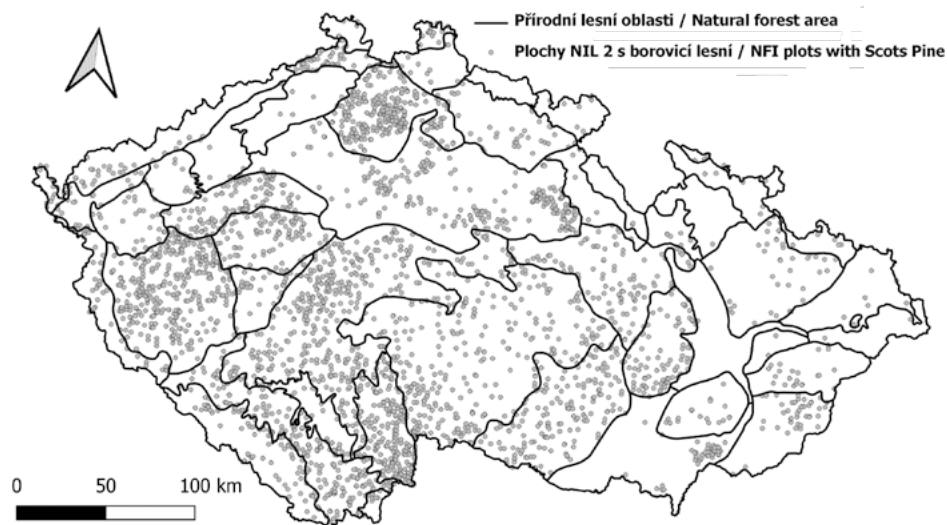 Přírodní lesní oblasti / Natural forest area
Plochy NIL 2 s borovicí lesní / NFI plots with Scots Pine
0 50 100 km